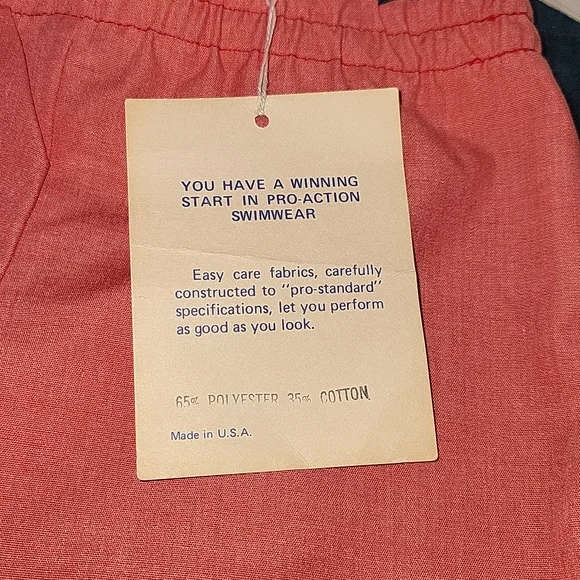 YOU HAVE A WINNING
START IN PRO-ACTION
SWIMWEAR
Easy care fabrics, carefully
constructed to "pro-standard"
specifications, let you perform
as good as you look.
65% POLYESTER 35% COTTON
Made in U.S.A.